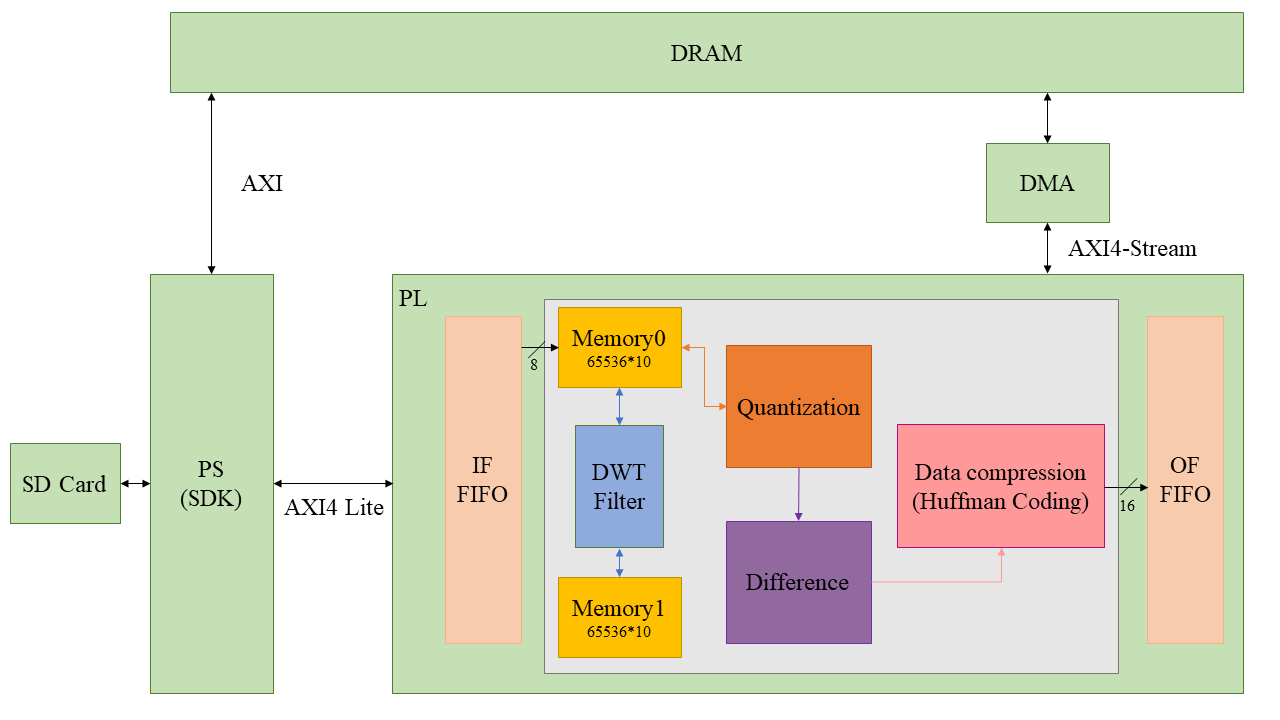 DRAM
AXI
DMA
AXI4-Stream
PL
Memory0
65536*10
8
Quantization
SD Card
PS
(SDK)
AXI4 Lite
IF
FIFO
DWT
Filter
Data compression
(Huffman Coding)
16
OF
FIFO
Difference
Memory1
65536*10